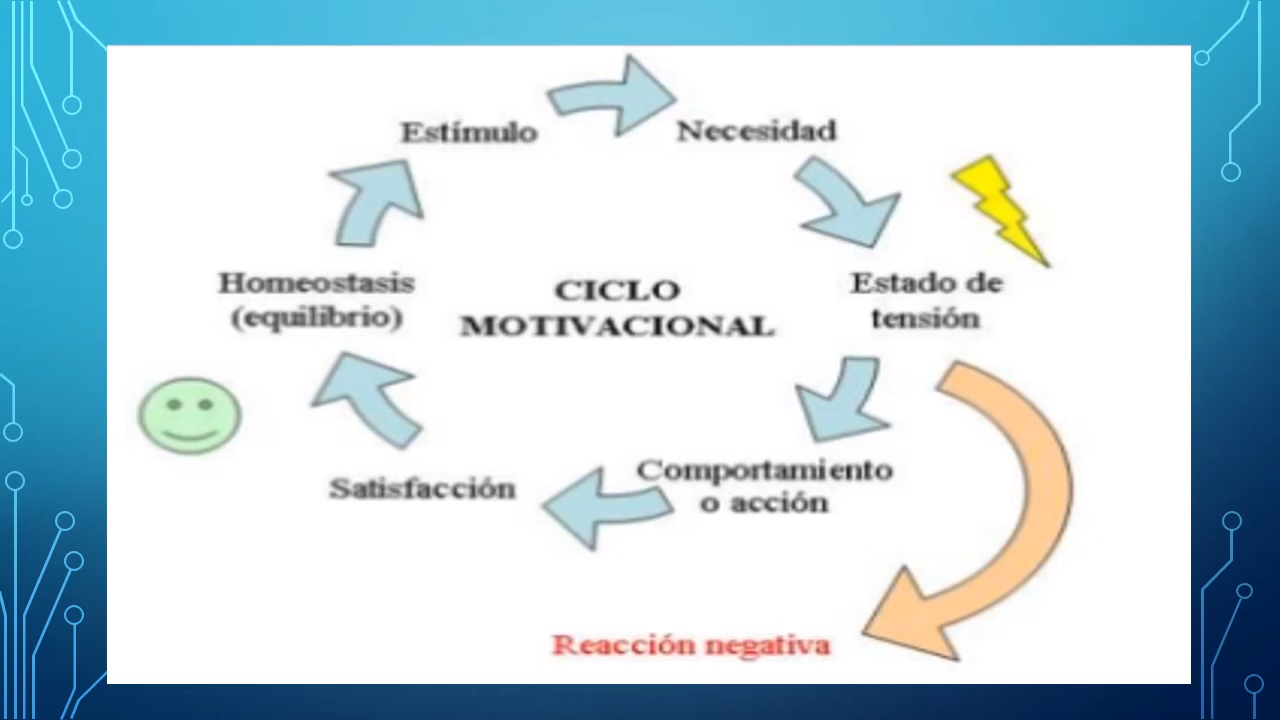 Estímulo
Necesidad
Estado de
tensión
Homeostasis
(equilibrio)
CICLO
MOTIVACIONAL
Comportamiento
o acción
Satisfacción
Reacción negativa